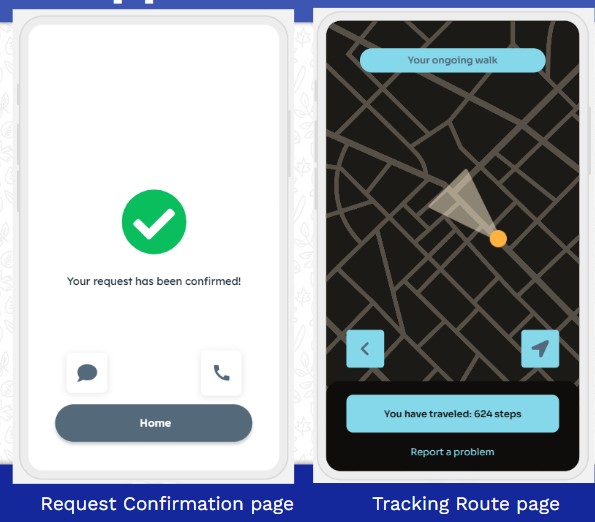 Your request has been confirmed!
Home
Request Confirmation page
Your ongoing walk
You have traveled: 624 steps
Report a problem
Tracking Route page